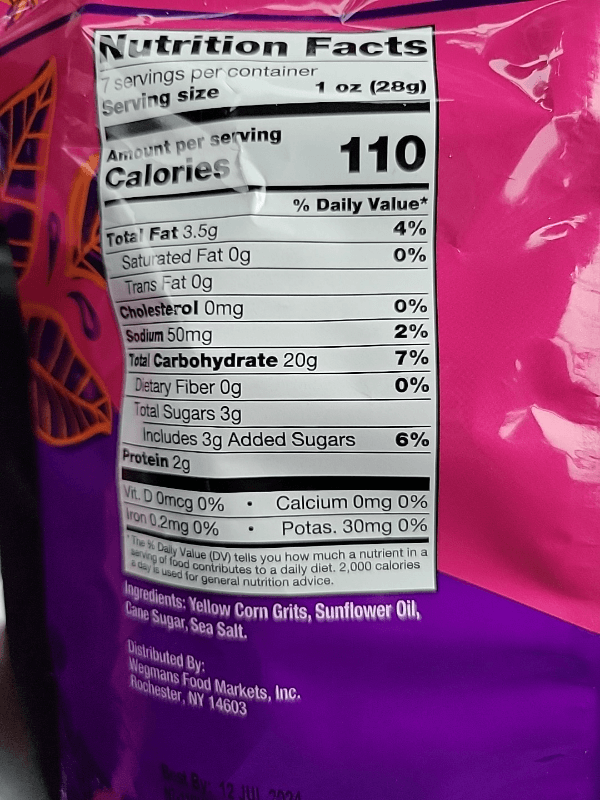 Nutrition Facts
7 servings per container
Serving size 1 oz (28g)
Amount per serving
Calories 110
% Daily Value*
Total Fat 3.5g 4%
Saturated Fat 0g 0%
Trans Fat 0g
Cholesterol 0mg 0%
Sodium 50mg 2%
Total Carbohydrate 20g 7%
Dietary Fiber 0g 0%
Total Sugars 3g
Includes 3g Added Sugars 6%
Protein 2g
Vit. D 0mcg 0% • Calcium 0mg 0%
Iron 0.2mg 0% • Potas. 30mg 0%
*The % Daily Value (DV) tells you how much a nutrient in a
serving of food contributes to a daily diet. 2,000 calories
a day is used for general nutrition advice.
Ingredients: Yellow Corn Grits, Sunflower Oil,
Cane Sugar, Sea Salt.
Distributed By:
Wegmans Food Markets, Inc.
Rochester, NY 14603
12 JUL 2024